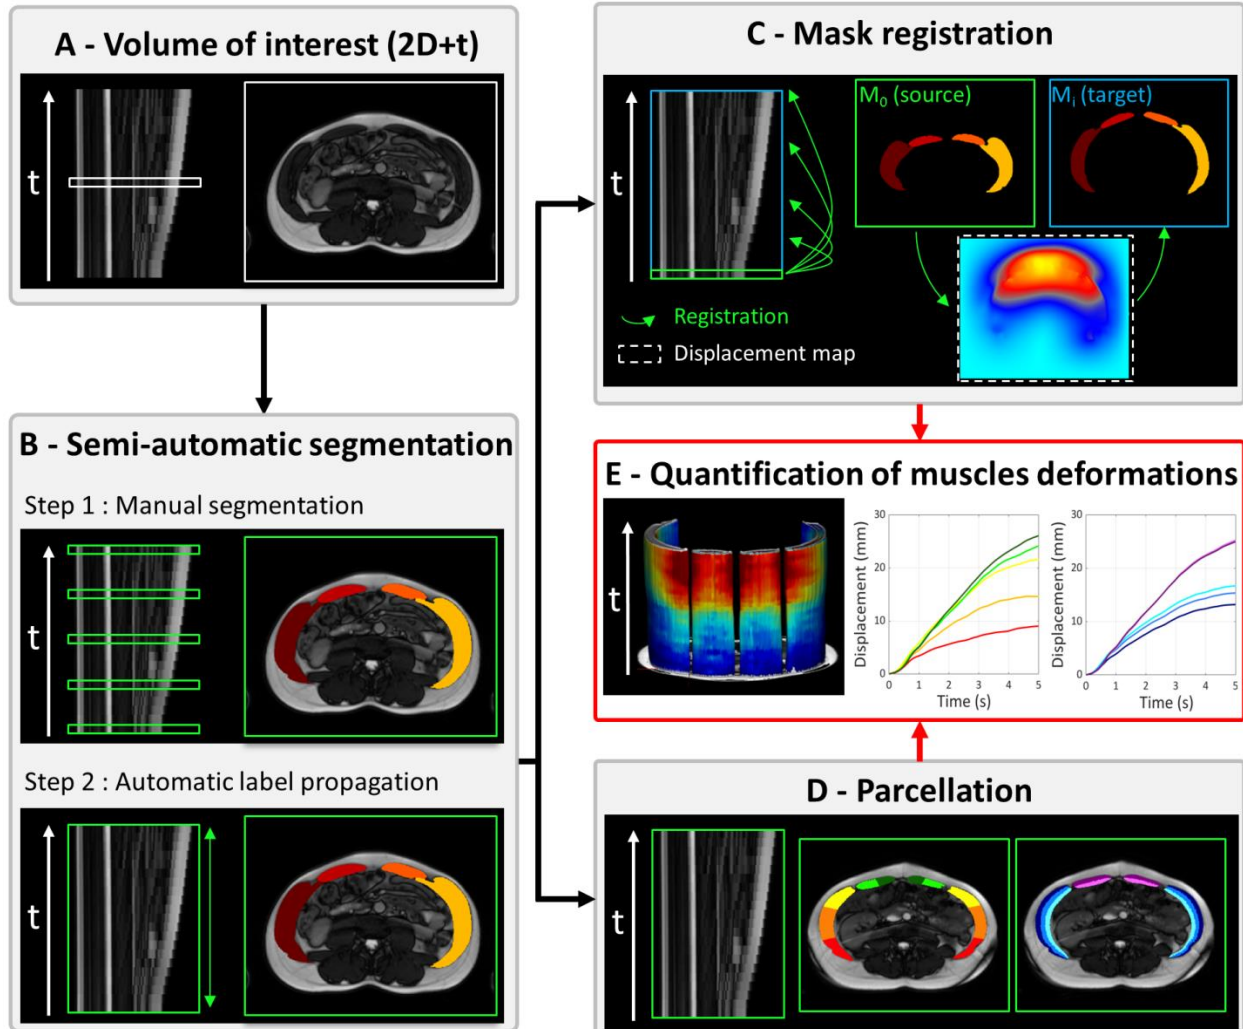 A - Volume of interest (2D+t)
t
B - Semi-automatic segmentation
Step 1 : Manual segmentation
t
Step 2 : Automatic label propagation
t
C - Mask registration
t
M₀ (source)
Mᵢ (target)
Registration
Displacement map
E - Quantification of muscles deformations
t
Displacement (mm)
30
20
10
0
0 1 2 3 4 5
Time (s)
Displacement (mm)
30
20
10
0
0 1 2 3 4 5
Time (s)
D - Parcellation
t